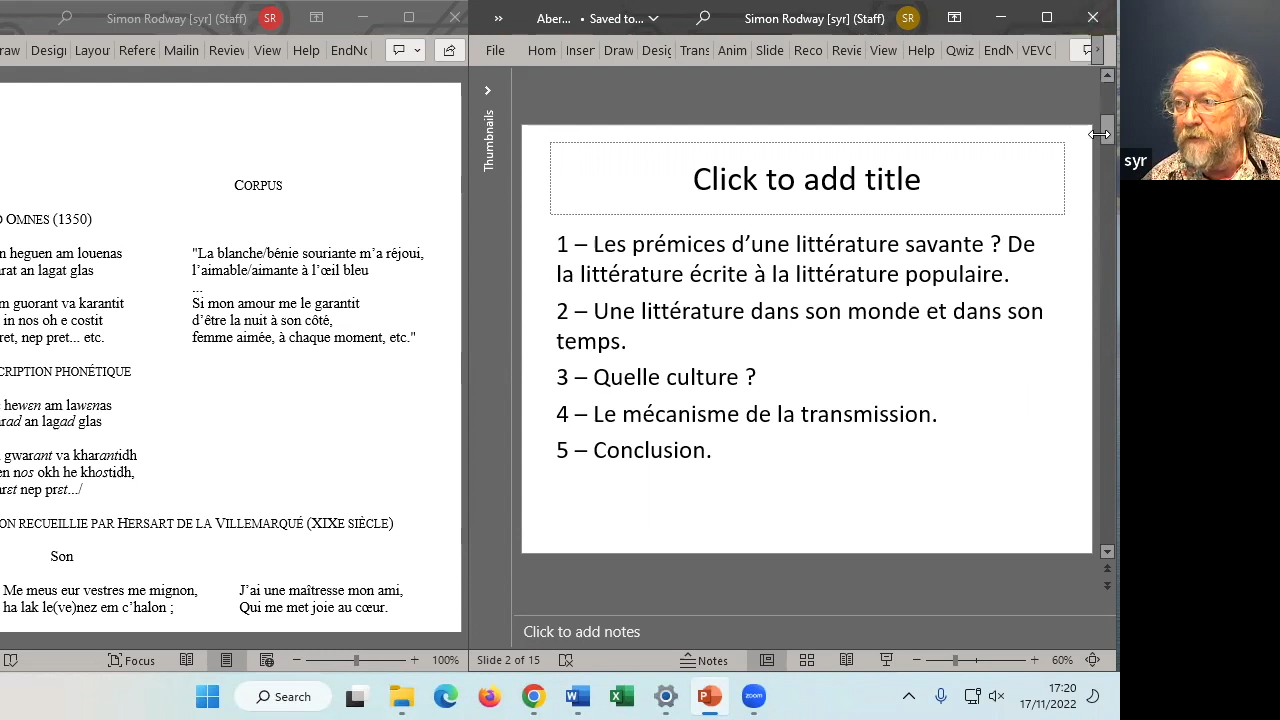 Simon Rodway [syr] (Staff) SR
raw Design Layou Refere Mailin Review View Help EndNo
CORPUS
OMNES (1350)
n heguen am louenas
rat an lagat glas
m guorant va karantit
in nos oh e costit
ret, nep pret... etc.
"La blanche/bénie souriante m’a réjoui,
l’aimable/aimante à l’œil bleu
...
Si mon amour me le garantit
d’être la nuit à son côté,
femme aimée, à chaque moment, etc."
CRIPTION PHONÉTIQUE
hewɛn am lawɛnas
rad an lagad glas
gwarant va kharantidh
en nos okh he khostidh,
rɛt nep prɛt.../
ON RECUEILLIE PAR HERSART DE LA VILLEMARQUÉ (XIXE SIÈCLE)
Son
Me meus eur vestres me mignon,
ha lak le(ve)nez em c’halon ;
J’ai une maîtresse mon ami,
Qui me met joie au cœur.
Focus 100%
» Aber... • Saved to... Simon Rodway [syr] (Staff) SR
File Hom Inser Draw Desig Trans Anim Slide Reco Revie View Help Qwiz EndN VEVC
Thumbnails
Click to add title
1 – Les prémices d’une littérature savante ? De
la littérature écrite à la littérature populaire.
2 – Une littérature dans son monde et dans son
temps.
3 – Quelle culture ?
4 – Le mécanisme de la transmission.
5 – Conclusion.
Click to add notes
Slide 2 of 15 Notes 60%
syr
Search
zoom
17:20
17/11/2022